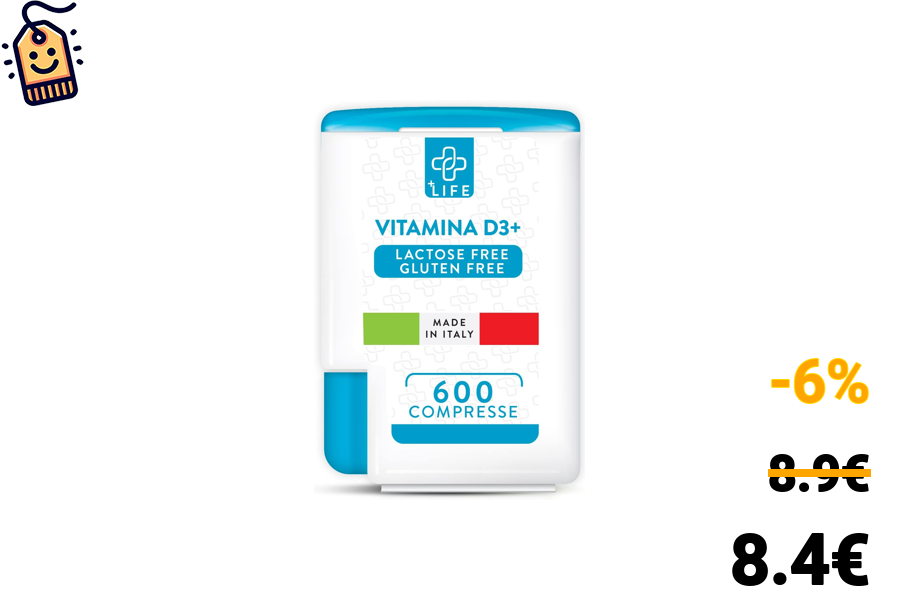 +LIFE
VITAMINA D3+
LACTOSE FREE
GLUTEN FREE
MADE
IN ITALY
600
COMPRESSE
-6%
8.9€
8.4€